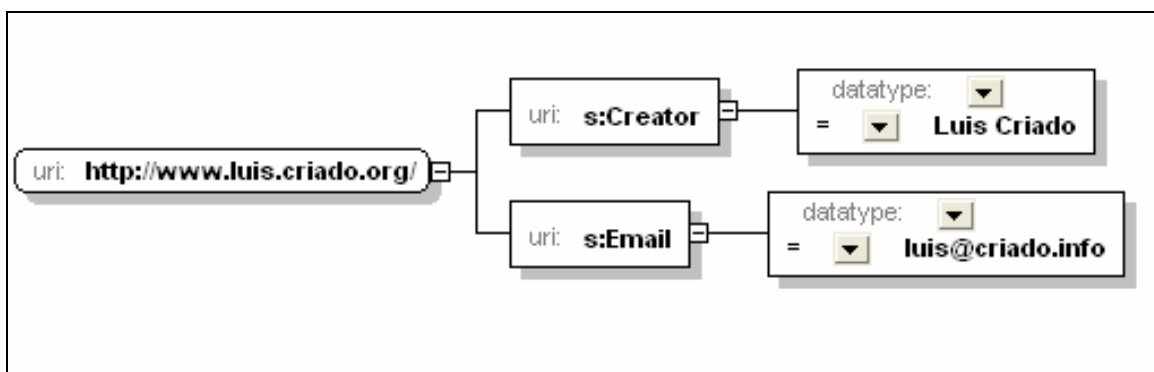 uri: http://www.luis.criado.org/
uri: s:Creator
datatype:
= Luis Criado
uri: s:Email
datatype:
= luis@criado.info